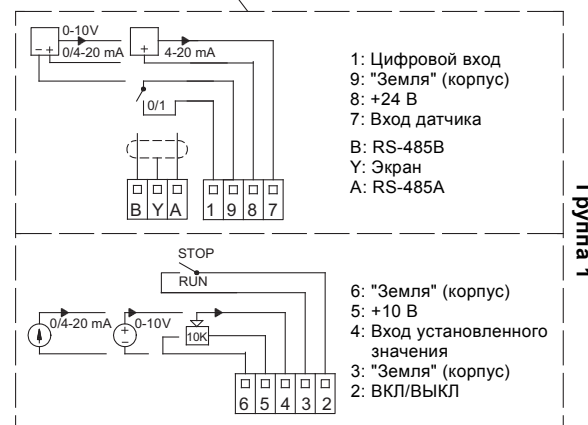 0-10V
0/4-20 mA
- +
+
4-20 mA
0/1
B Y A
1 9 8 7
1: Цифровой вход
9: "Земля" (корпус)
8: +24 В
7: Вход датчика
B: RS-485B
Y: Экран
A: RS-485A
Группа 1
STOP
RUN
0/4-20 mA
+
-
0-10V
10K
6 5 4 3 2
6: "Земля" (корпус)
5: +10 В
4: Вход установленного
значения
3: "Земля" (корпус)
2: ВКЛ/ВЫКЛ